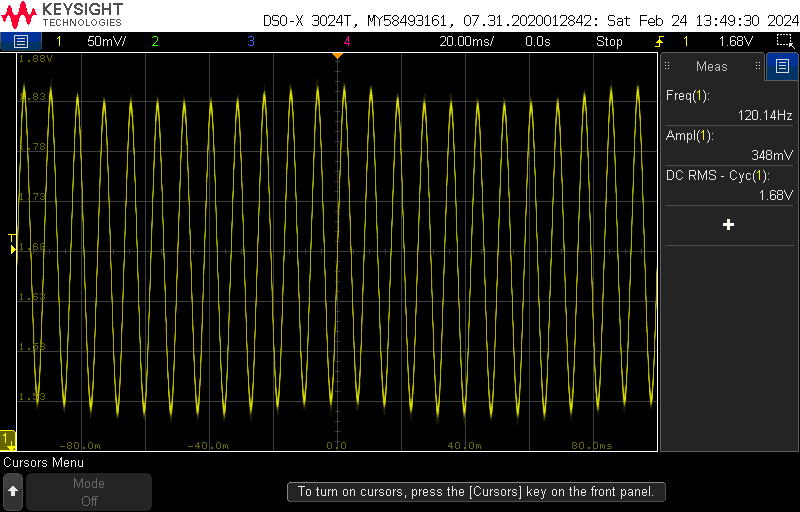 KEYSIGHT
TECHNOLOGIES
DSO-X 3024T, MY58493161, 07.31.2020012842: Sat Feb 24 13:49:30 2024
1 50mV/ 2 3 4 20.00ms/ 0.0s Stop 1 1.68V
1.88V
1.83
1.78
1.73
1.68
1.63
1.58
1.53
T
1
-80.0m -40.0m 0.0 40.0m 80.0ms
Meas
Freq(1):
120.14Hz
Ampl(1):
348mV
DC RMS - Cyc(1):
1.68V
+
Cursors Menu
Mode
Off
To turn on cursors, press the [Cursors] key on the front panel.